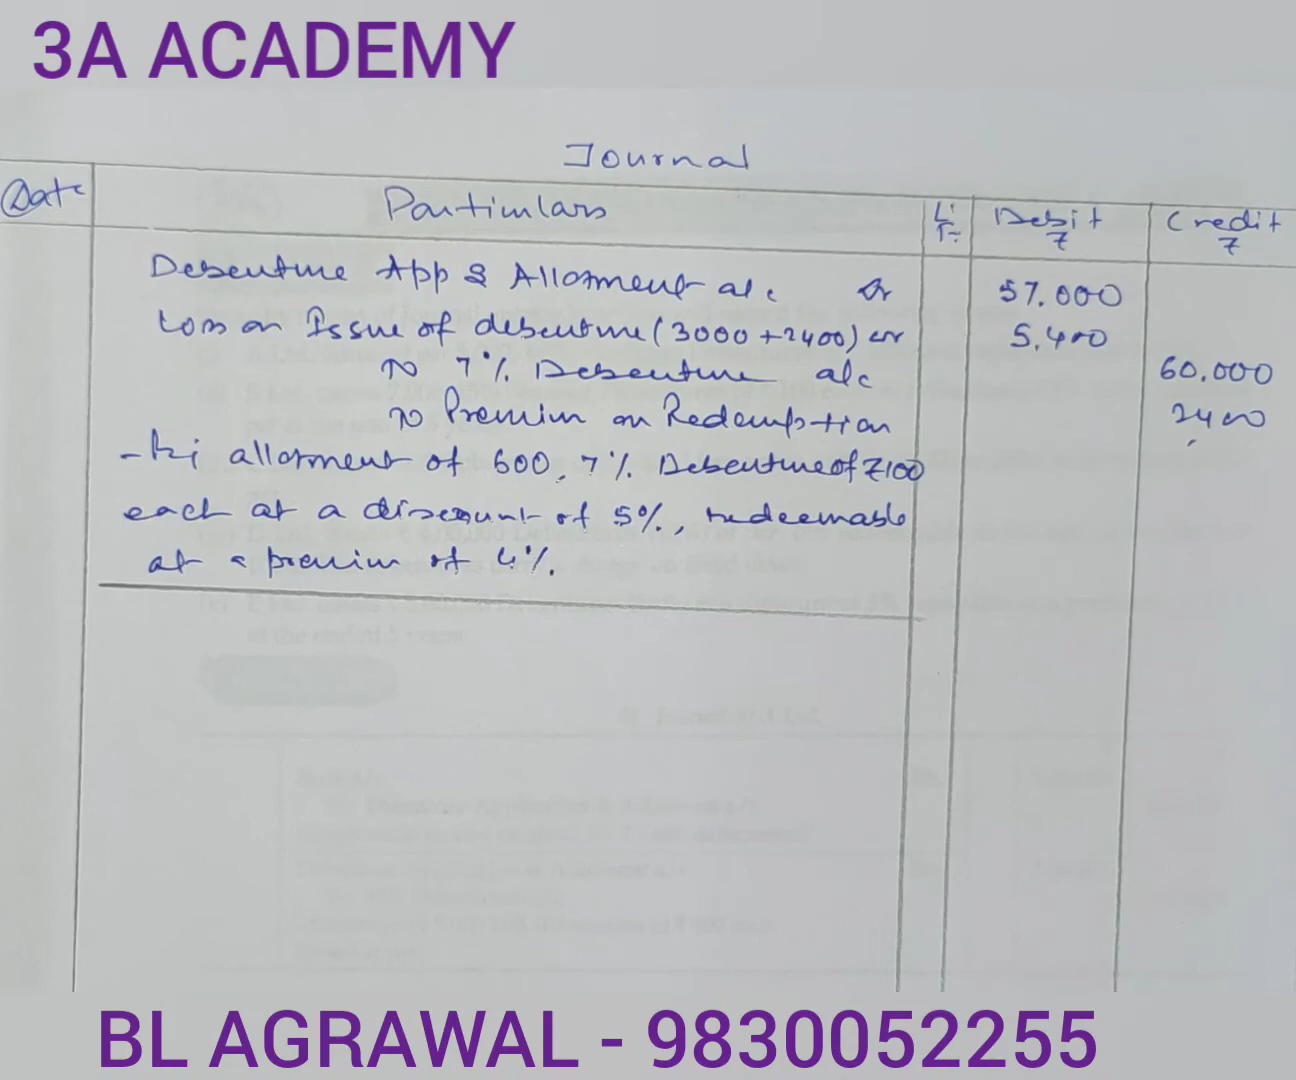 3A ACADEMY
Journal
Date Particulars L.F. Debit ₹ Credit ₹
Debenture App & Allotment a/c Dr 57.000
Loss on Issue of debenture (3000 + 2400) Dr 5.400
To 7% Debenture a/c 60.000
To Premium on Redemption 2400
- allotment of 600, 7% Debenture of ₹100
each at a discount of 5%, redeemable
at a premium of 4%.
BL AGRAWAL - 9830052255